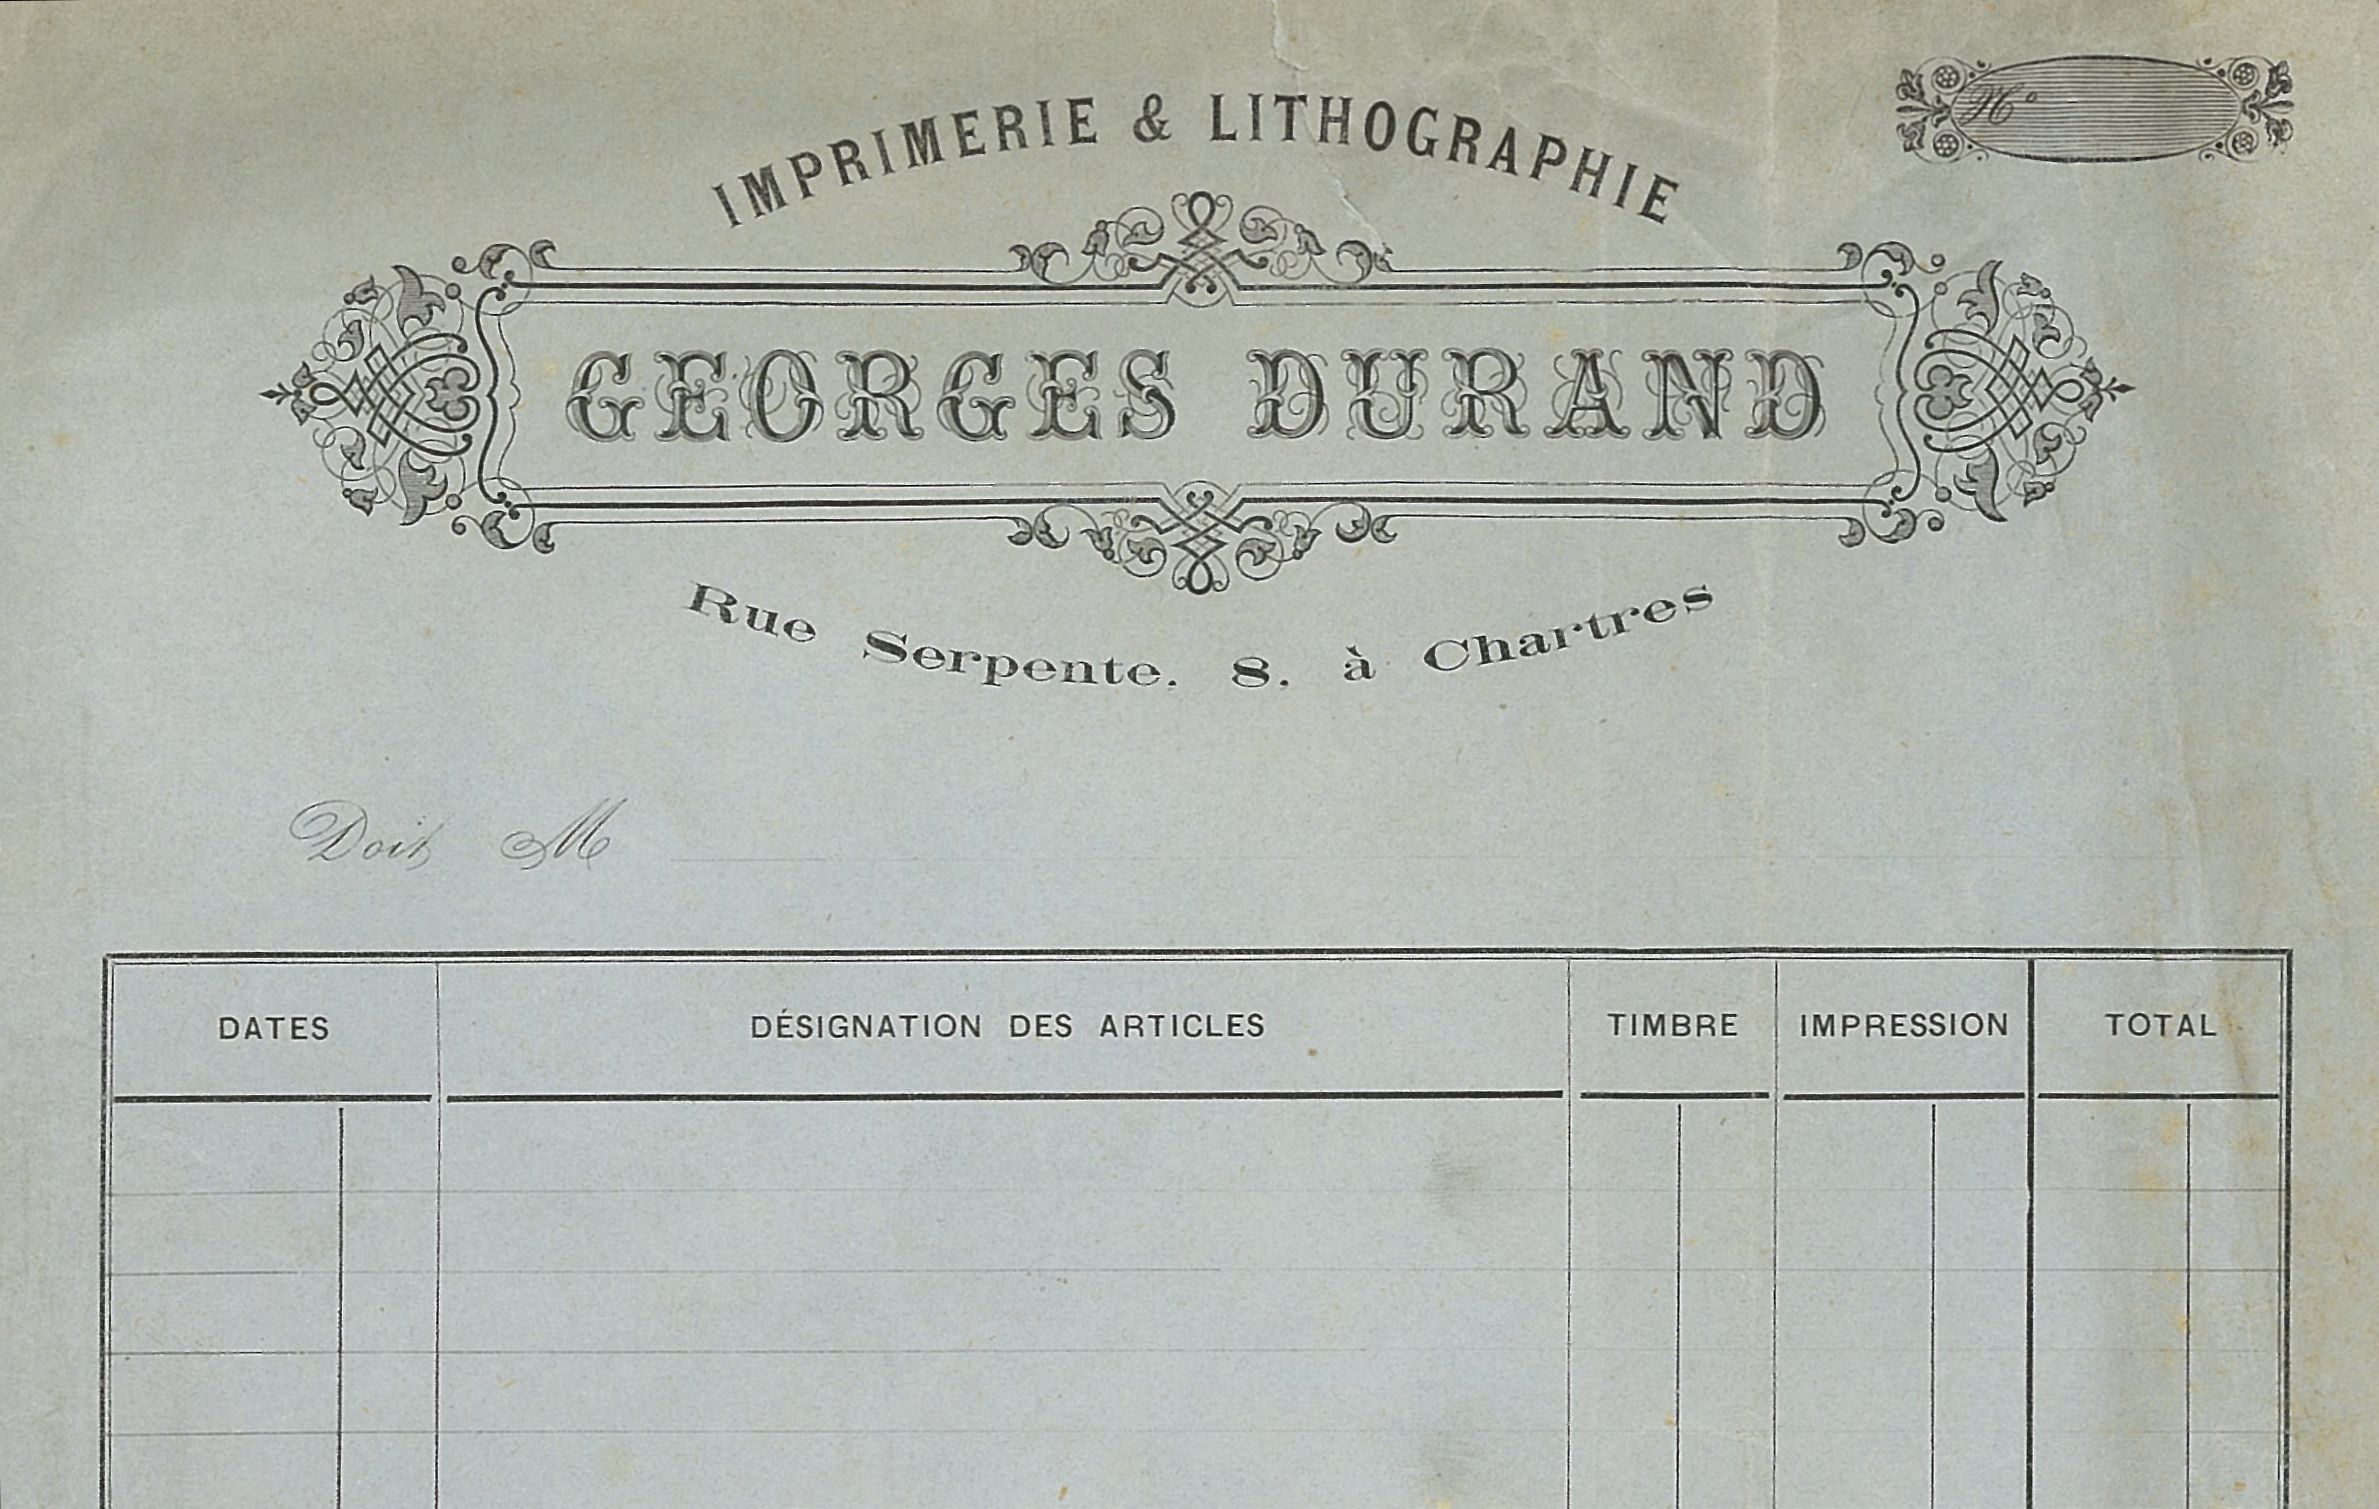 N°
IMPRIMERIE & LITHOGRAPHIE
GEORGES DURAND
Rue Serpente. 8. à Chartres
Doit M
DATES DÉSIGNATION DES ARTICLES TIMBRE IMPRESSION TOTAL